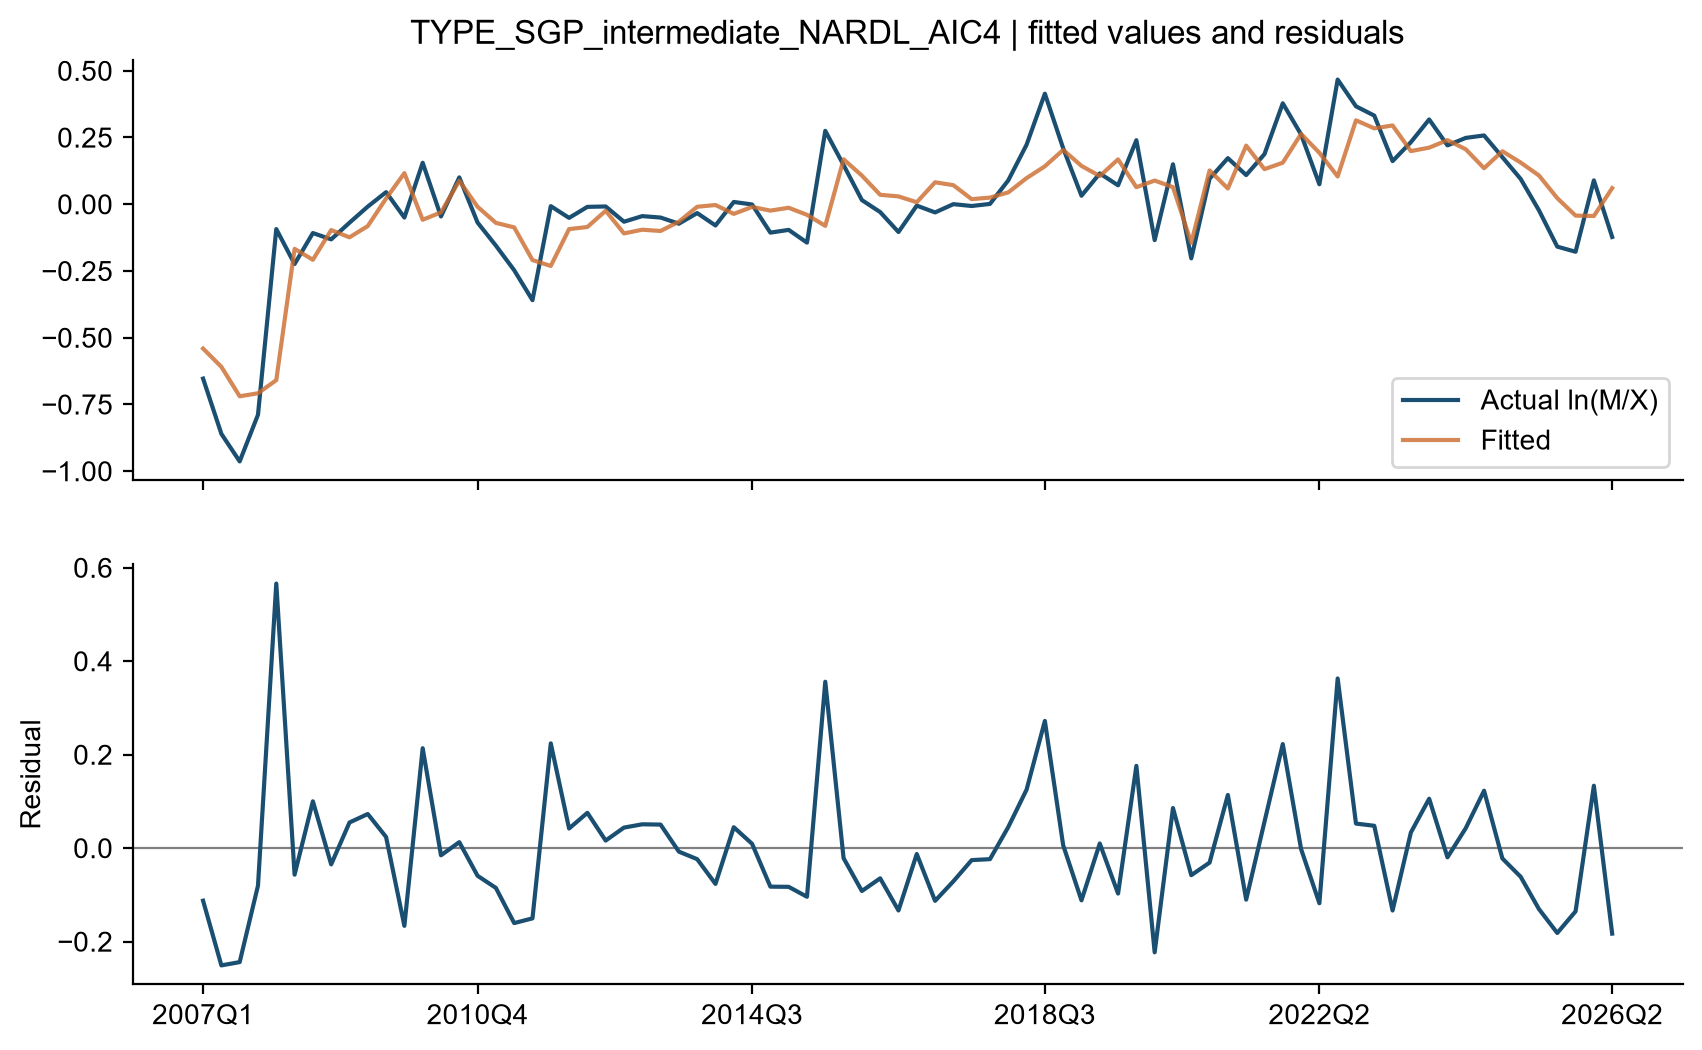 TYPE_SGP_intermediate_NARDL_AIC4 | fitted values and residuals
0.50
0.25
0.00
−0.25
−0.50
−0.75
−1.00
Actual ln(M/X)
Fitted
0.6
0.4
0.2
0.0
−0.2
Residual
2007Q1 2010Q4 2014Q3 2018Q3 2022Q2 2026Q2